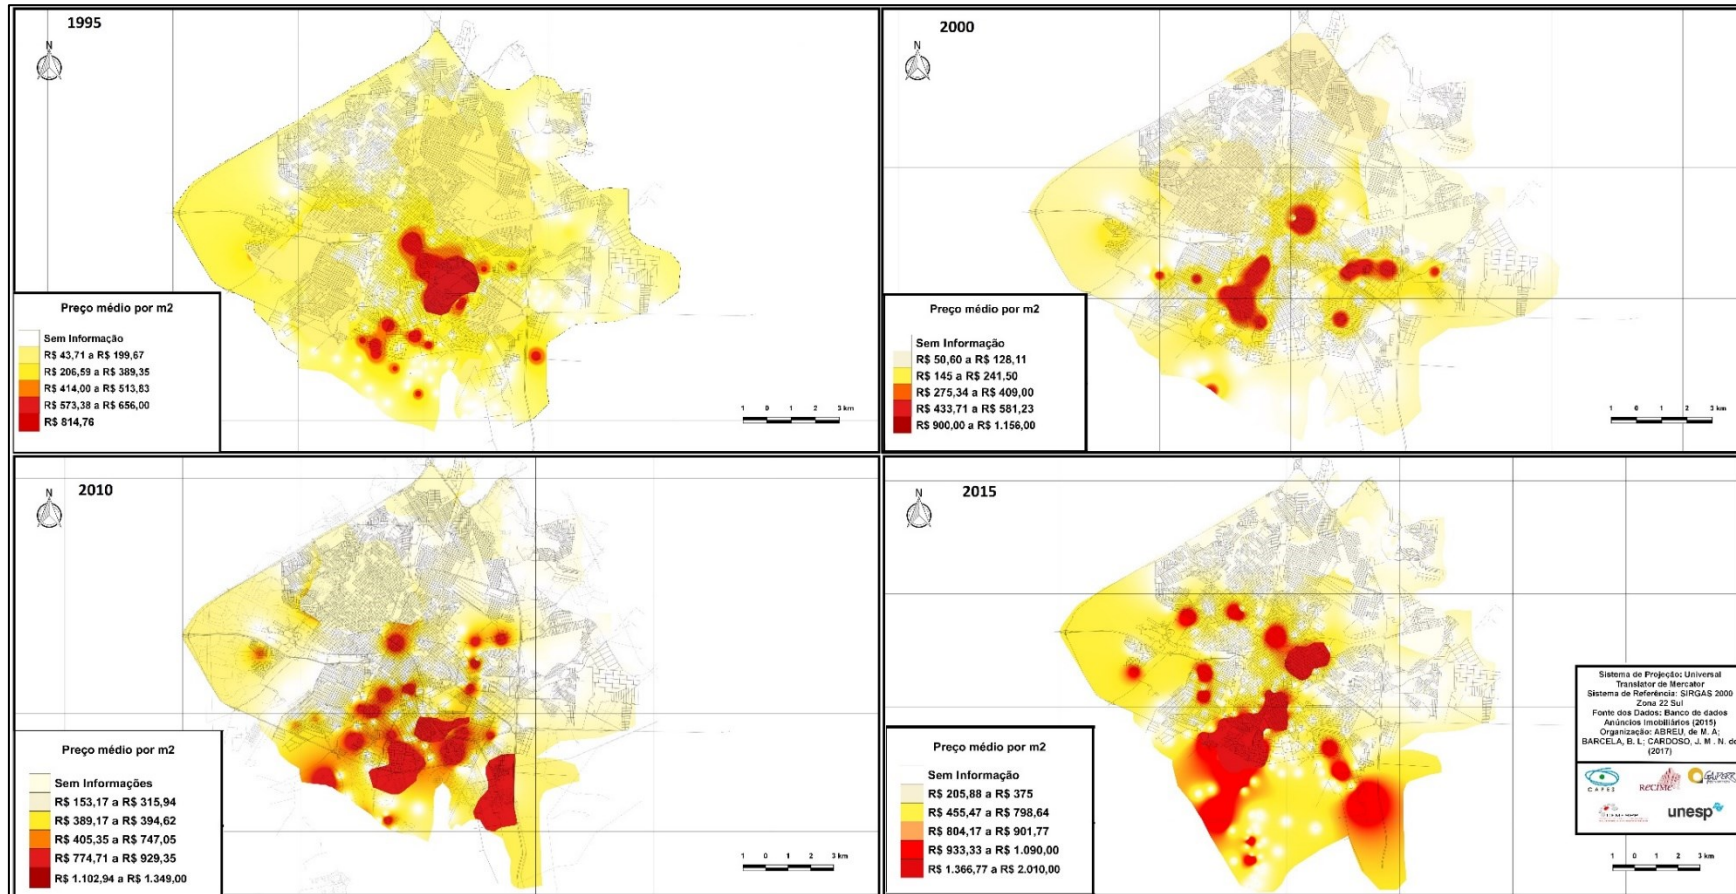 1995
N
Preço médio por m2
Sem Informação
R$ 43,71 a R$ 199,67
R$ 206,59 a R$ 389,35
R$ 414,00 a R$ 513,83
R$ 573,38 a R$ 656,00
R$ 814,76
1 0 1 2 3 km
2000
N
Preço médio por m2
Sem Informação
R$ 50,60 a R$ 128,11
R$ 145 a R$ 241,50
R$ 275,34 a R$ 409,00
R$ 433,71 a R$ 581,23
R$ 900,00 a R$ 1.156,00
1 0 1 2 3 km
2010
N
Preço médio por m2
Sem Informações
R$ 153,17 a R$ 315,94
R$ 389,17 a R$ 394,62
R$ 405,35 a R$ 747,05
R$ 774,71 a R$ 929,35
R$ 1.102,94 a R$ 1.349,00
1 0 1 2 3 km
2015
N
Preço médio por m2
Sem Informação
R$ 205,88 a R$ 375
R$ 455,47 a R$ 798,64
R$ 804,17 a R$ 901,77
R$ 933,33 a R$ 1.090,00
R$ 1.366,77 a R$ 2.010,00
1 0 1 2 3 km
Sistema de Projeção: Universal
Translator de Mercator
Sistema de Referência: SIRGAS 2000
Zona 22 Sul
Fonte dos Dados: Banco de dados
Anúncios Imobiliários (2015)
Organização: ABREU, de M. A;
BARCELA, B. L; CARDOSO, J. M . N. de
(2017)
CAPES
ReCiMe
unesp